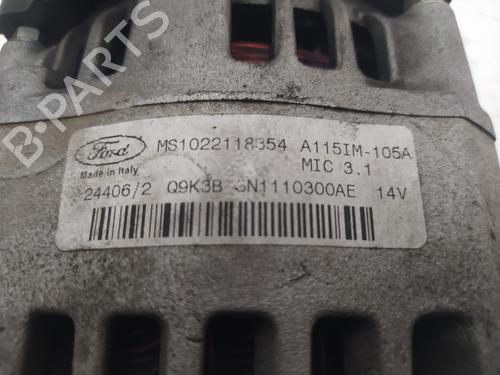 Ford
MS1022118354 A115IM-105A
Made in Italy
MIC 3.1
24406/2 Q9K3B 3N1110300AE 14V
B-PARTS